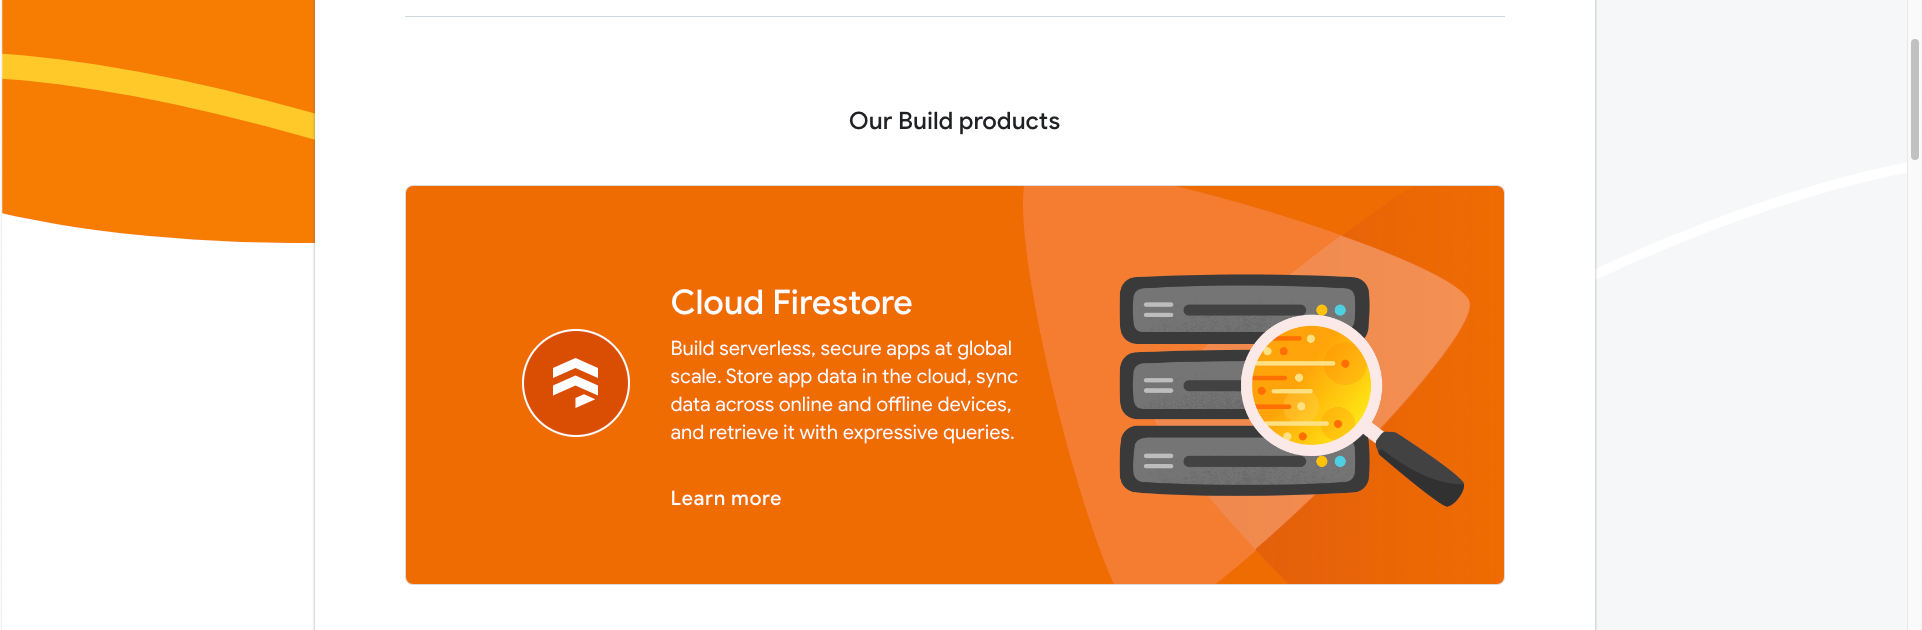 Our Build products
Cloud Firestore
Build serverless, secure apps at global
scale. Store app data in the cloud, sync
data across online and offline devices,
and retrieve it with expressive queries.
Learn more